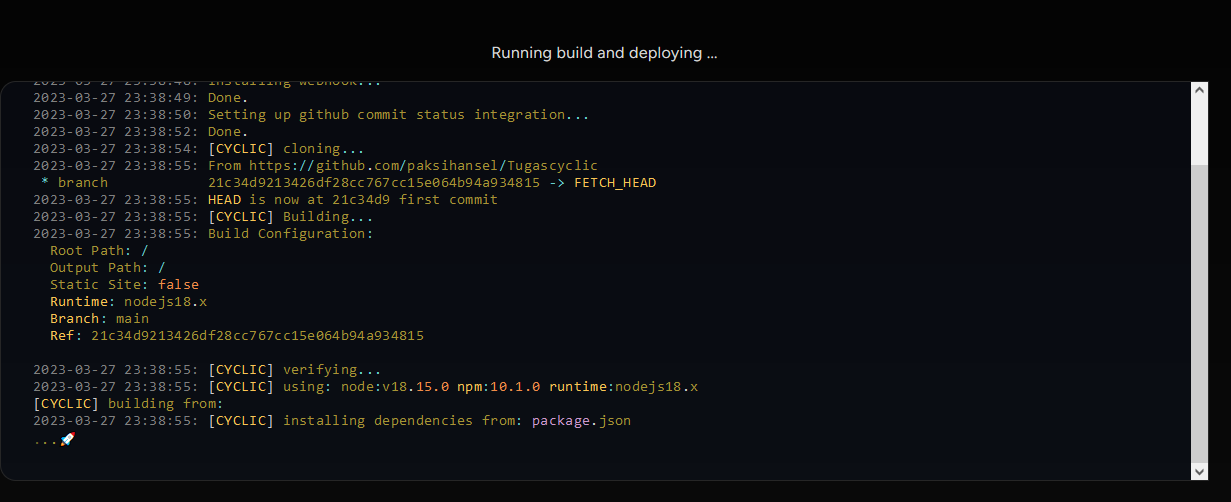 Running build and deploying ...
2023-03-27 23:38:48: Installing webhook...
2023-03-27 23:38:49: Done.
2023-03-27 23:38:50: Setting up github commit status integration...
2023-03-27 23:38:52: Done.
2023-03-27 23:38:54: [CYCLIC] cloning...
2023-03-27 23:38:55: From https://github.com/paksihansel/Tugascyclic
* branch 21c34d9213426df28cc767cc15e064b94a934815 -> FETCH_HEAD
2023-03-27 23:38:55: HEAD is now at 21c34d9 first commit
2023-03-27 23:38:55: [CYCLIC] Building...
2023-03-27 23:38:55: Build Configuration:
Root Path: /
Output Path: /
Static Site: false
Runtime: nodejs18.x
Branch: main
Ref: 21c34d9213426df28cc767cc15e064b94a934815
2023-03-27 23:38:55: [CYCLIC] verifying...
2023-03-27 23:38:55: [CYCLIC] using: node:v18.15.0 npm:10.1.0 runtime:nodejs18.x
[CYCLIC] building from:
2023-03-27 23:38:55: [CYCLIC] installing dependencies from: package.json
...🚀